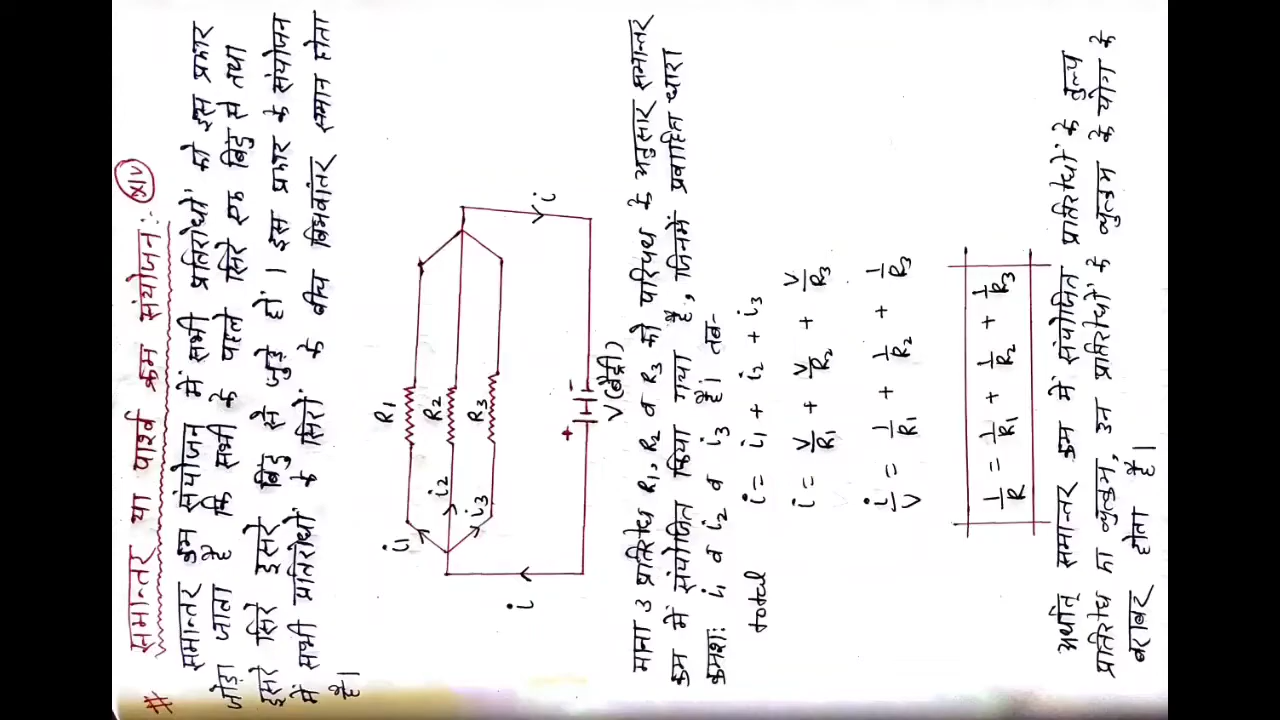 # समान्तर या पार्श्व क्रम संयोजन:- XIV
समान्तर क्रम संयोजन में सभी प्रतिरोधों को इस प्रकार
जोड़ा जाता है कि सभी के पहले सिरे एक बिंदु से तथा
दूसरे सिरे दूसरे बिंदु से जुड़े हों। इस प्रकार के संयोजन
में सभी प्रतिरोधों के सिरों के बीच विभवांतर समान होता
है।
R₁
R₂
R₃
i₁
i₂
i₃
i
i
+ −
V(बैट्री)
माना 3 प्रतिरोध R₁, R₂ व R₃ को परिपथ के अनुसार समान्तर
क्रम में संयोजित किया गया है, जिनमें प्रवाहित धारा
क्रमशः i₁ व i₂ व i₃ है। तब-
total i = i₁ + i₂ + i₃
i = V/R₁ + V/R₂ + V/R₃
i/V = 1/R₁ + 1/R₂ + 1/R₃
1/R = 1/R₁ + 1/R₂ + 1/R₃
अर्थात् समान्तर क्रम में संयोजित प्रतिरोधों के तुल्य
प्रतिरोध का व्युत्क्रम, उन प्रतिरोधों के व्युत्क्रम के योग के
बराबर होता है।